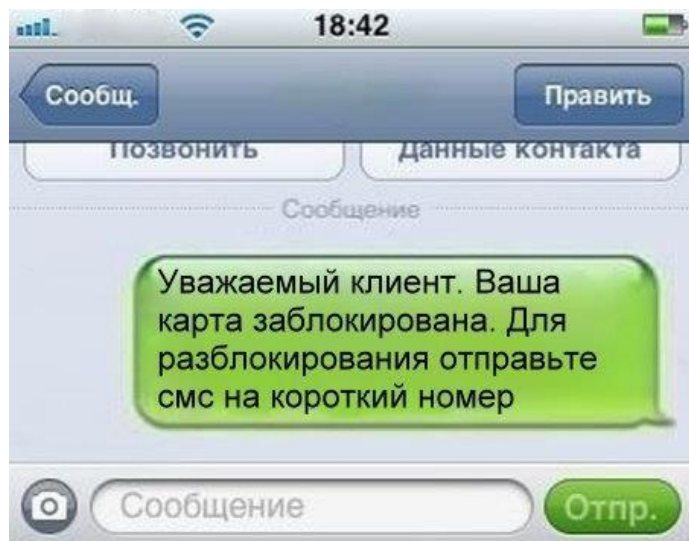 18:42
Сообщ.
Править
Позвонить
Данные контакта
Сообщение
Уважаемый клиент. Ваша
карта заблокирована. Для
разблокирования отправьте
смс на короткий номер
Сообщение
Отпр.